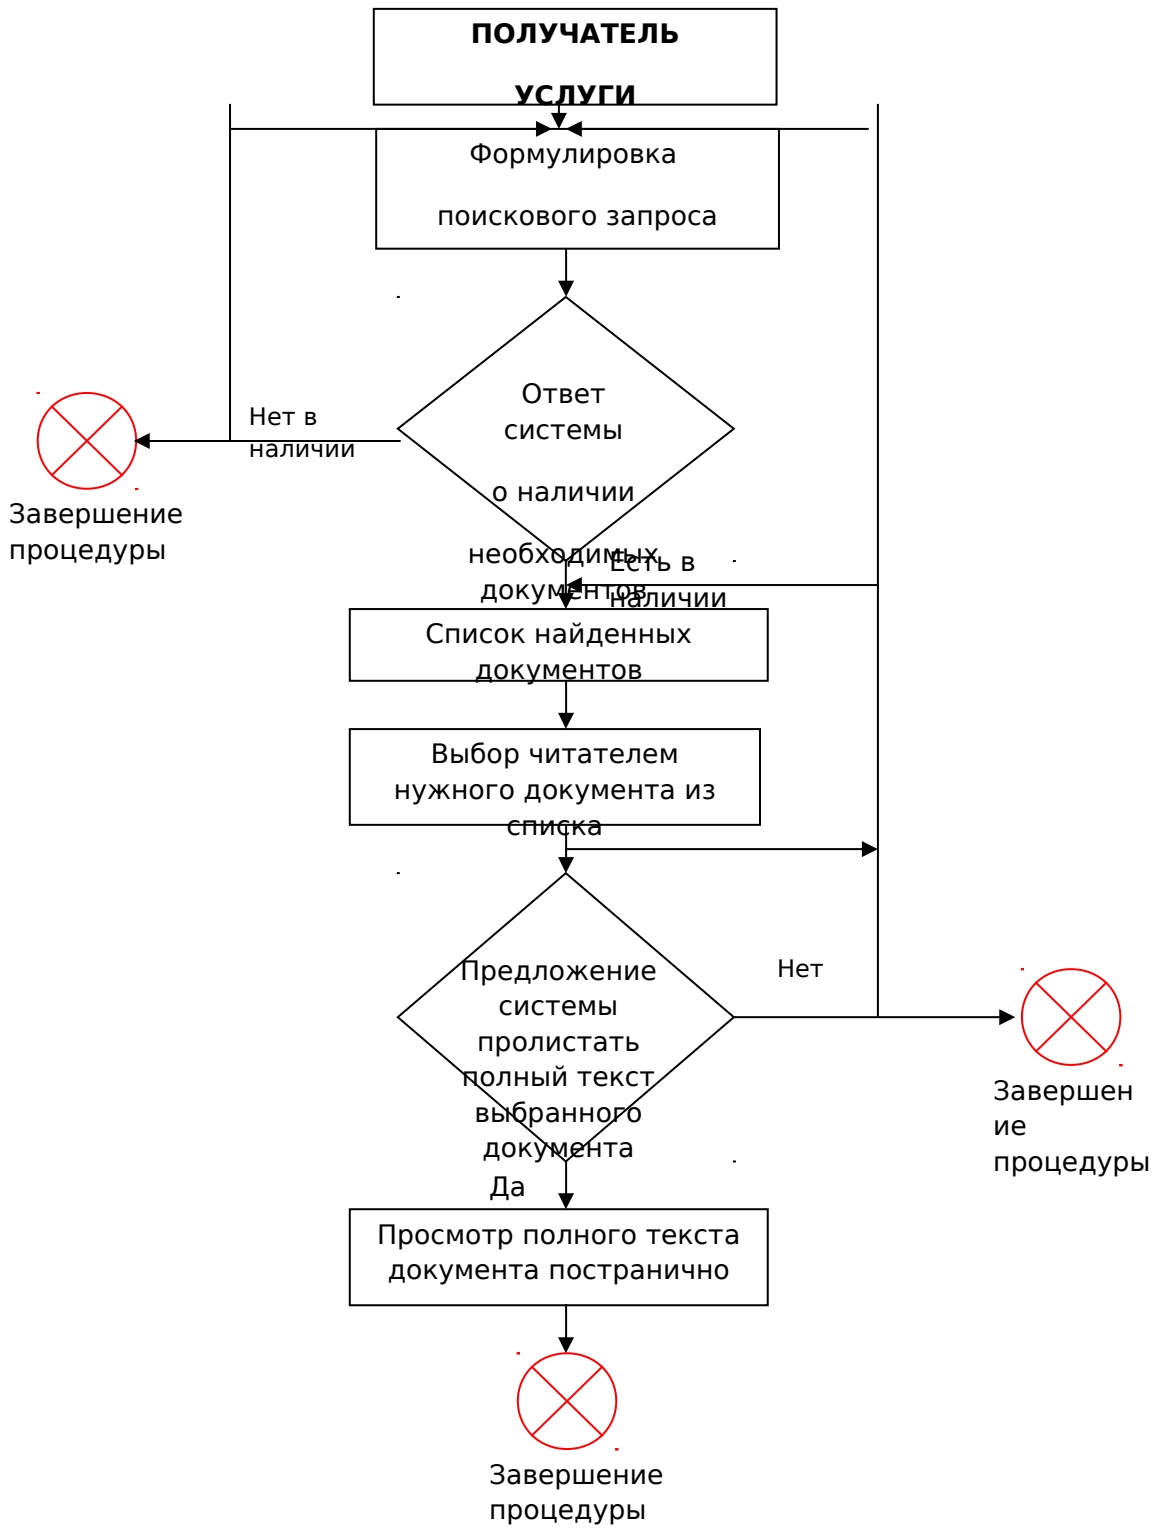 ПОЛУЧАТЕЛЬ
УСЛУГИ
Формулировка
поискового запроса
Ответ
системы
о наличии
необходимых
документов
Нет в
наличии
Завершение
процедуры
Есть в
наличии
Список найденных
документов
Выбор читателем
нужного документа из
списка
Предложение
системы
пролистать
полный текст
выбранного
документа
Нет
Завершен
ие
процедуры
Да
Просмотр полного текста
документа постранично
Завершение
процедуры